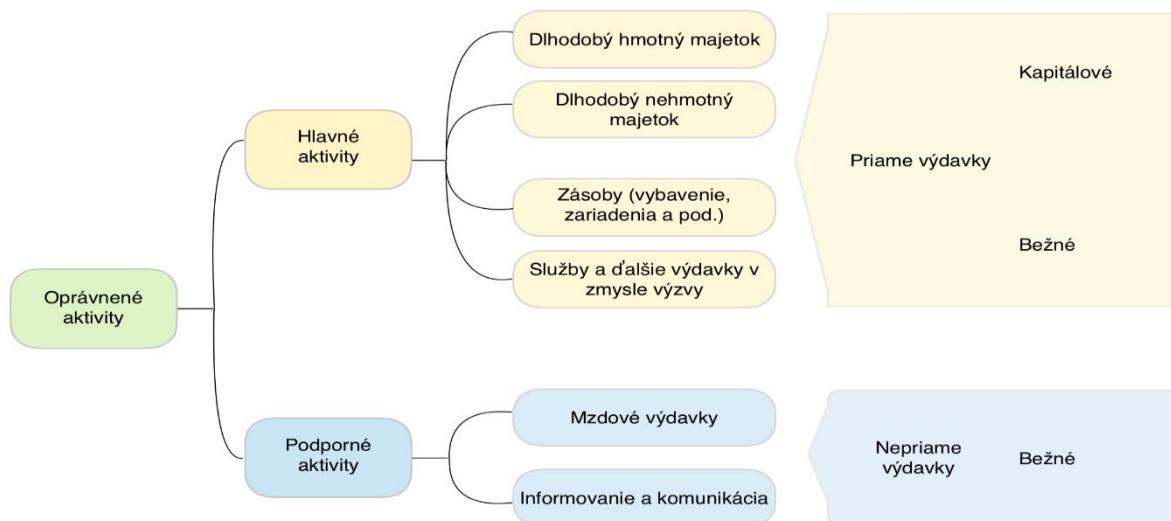 Oprávnené
aktivity
Hlavné
aktivity
Dlhodobý hmotný majetok
Dlhodobý nehmotný
majetok
Zásoby (vybavenie,
zariadenia a pod.)
Služby a ďalšie výdavky v
zmysle výzvy
Priame výdavky
Kapitálové
Bežné
Podporné
aktivity
Mzdové výdavky
Informovanie a komunikácia
Nepriame
výdavky
Bežné